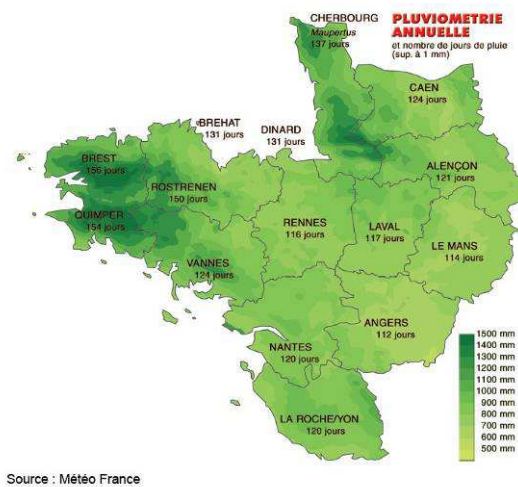 CHERBOURG
Maupertus
137 jours
PLUVIOMETRIE
ANNUELLE
et nombre de jours de pluie
(sup. à 1 mm)
CAEN
124 jours
BREHAT
131 jours
DINARD
131 jours
BREST
156 jours
ROSTRENEN
150 jours
ALENÇON
121 jours
QUIMPER
154 jours
RENNES
116 jours
LAVAL
117 jours
LE MANS
114 jours
VANNES
124 jours
ANGERS
112 jours
NANTES
120 jours
LA ROCHE/YON
120 jours
1500 mm
1400 mm
1300 mm
1200 mm
1100 mm
1000 mm
900 mm
800 mm
700 mm
600 mm
500 mm
Source : Météo France